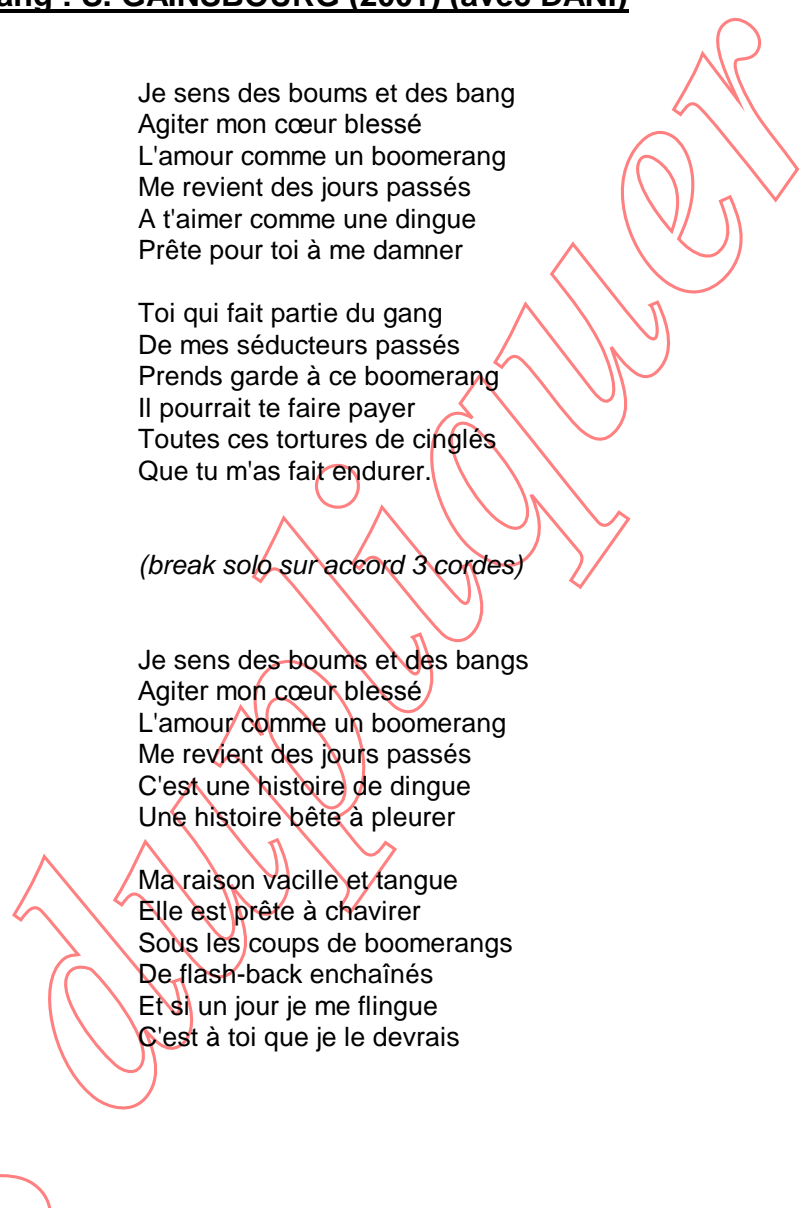 ang : S. GAINSBOURG (2001) (avec DANI)
Je sens des boums et des bang
Agiter mon cœur blessé
L'amour comme un boomerang
Me revient des jours passés
A t'aimer comme une dingue
Prête pour toi à me damner
Toi qui fait partie du gang
De mes séducteurs passés
Prends garde à ce boomerang
Il pourrait te faire payer
Toutes ces tortures de cinglés
Que tu m'as fait endurer.
(break solo sur accord 3 cordes)
Je sens des boums et des bangs
Agiter mon cœur blessé
L'amour comme un boomerang
Me revient des jours passés
C'est une histoire de dingue
Une histoire bête à pleurer
Ma raison vacille et tangue
Elle est prête à chavirer
Sous les coups de boomerangs
De flash-back enchaînés
Et si un jour je me flingue
C'est à toi que je le devrais
dupliquer